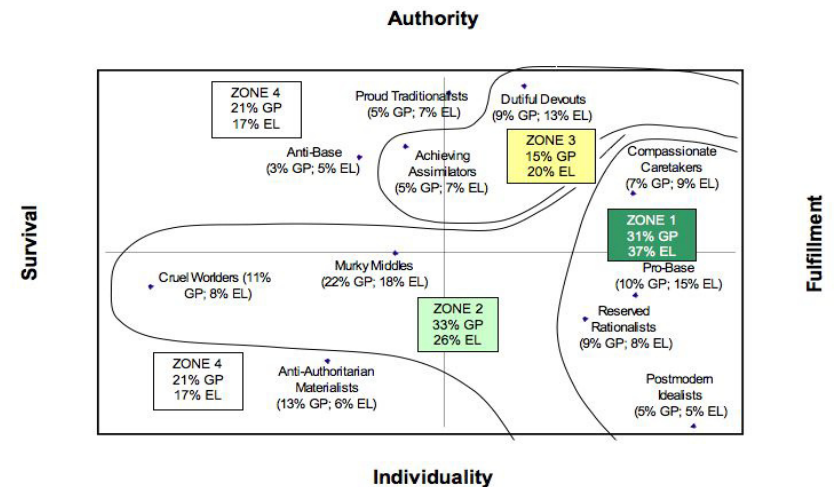 Authority
ZONE 4
21% GP
17% EL
Proud Traditionalists
(5% GP; 7% EL)
Dutiful Devouts
(9% GP; 13% EL)
Anti-Base
(3% GP; 5% EL)
Achieving
Assimilators
(5% GP; 7% EL)
ZONE 3
15% GP
20% EL
Compassionate
Caretakers
(7% GP; 9% EL)
Survival
Fulfillment
ZONE 1
31% GP
37% EL
Cruel Worlders (11%
GP; 8% EL)
Murky Middles
(22% GP; 18% EL)
Pro-Base
(10% GP; 15% EL)
ZONE 2
33% GP
26% EL
Reserved
Rationalists
(9% GP; 8% EL)
ZONE 4
21% GP
17% EL
Anti-Authoritarian
Materialists
(13% GP; 6% EL)
Postmodern
Idealists
(5% GP; 5% EL)
Individuality